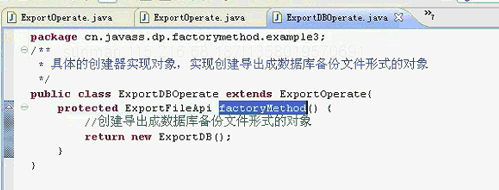 ExportOperate.java ExportOperate.java ExportDBOperate.java
package cn.javass.dp.factorymethod.example3;
/**
* 具体的创建器实现对象，实现创建导出成数据库备份文件形式的对象
*/
public class ExportDBOperate extends ExportOperate{
protected ExportFileApi factoryMethod() {
//创建导出成数据库备份文件形式的对象
return new ExportDB();
}
}